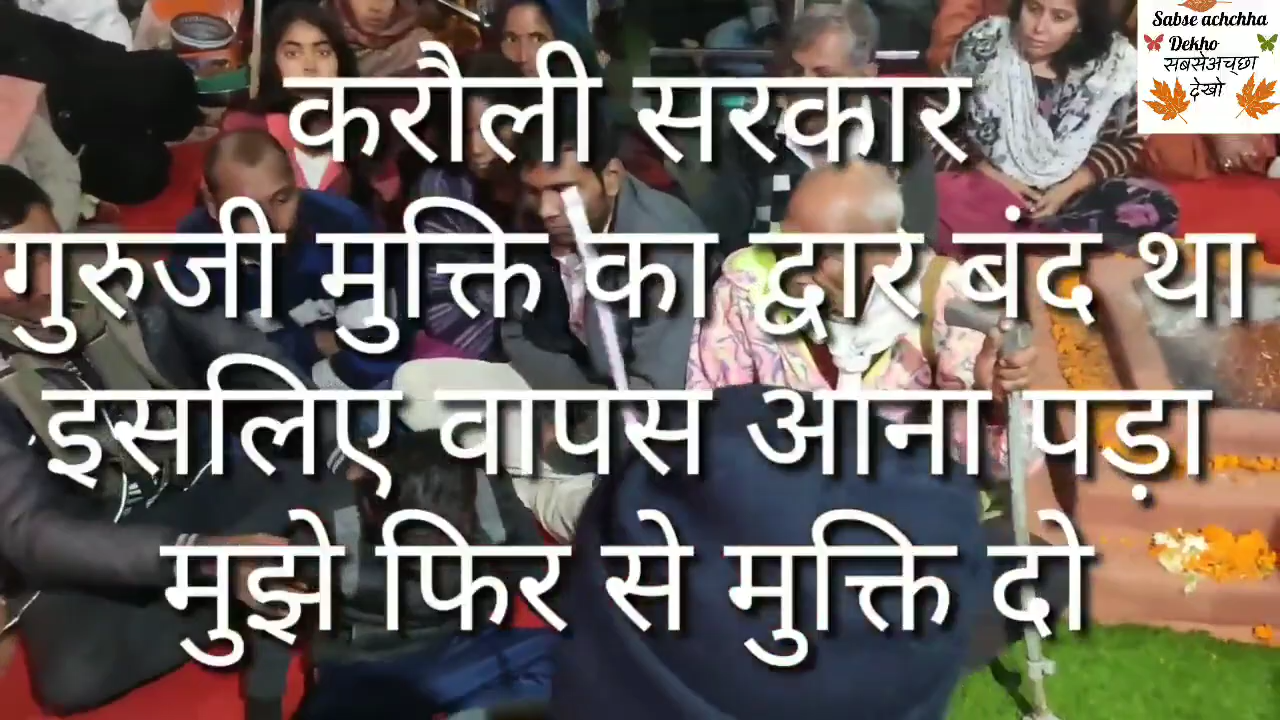 करौली सरकार
गुरुजी मुक्ति का द्वार बंद था
इसलिए वापस आना पड़ा
मुझे फिर से मुक्ति दो
Sabse achchha
Dekho
सबसेअच्छा
देखो